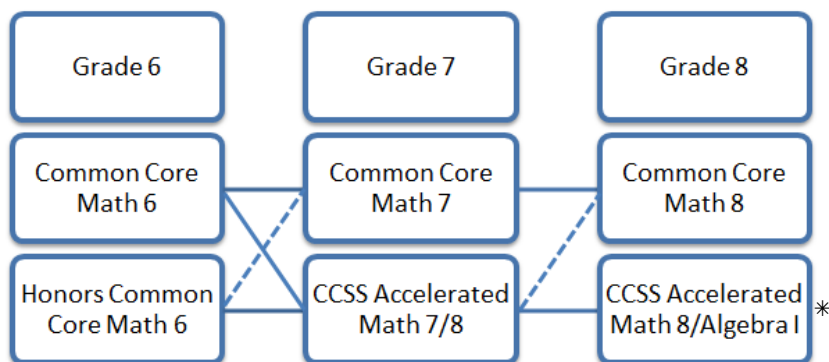 Grade 6
Grade 7
Grade 8
Common Core
Math 6
Common Core
Math 7
Common Core
Math 8
Honors Common
Core Math 6
CCSS Accelerated
Math 7/8
CCSS Accelerated
Math 8/Algebra I *